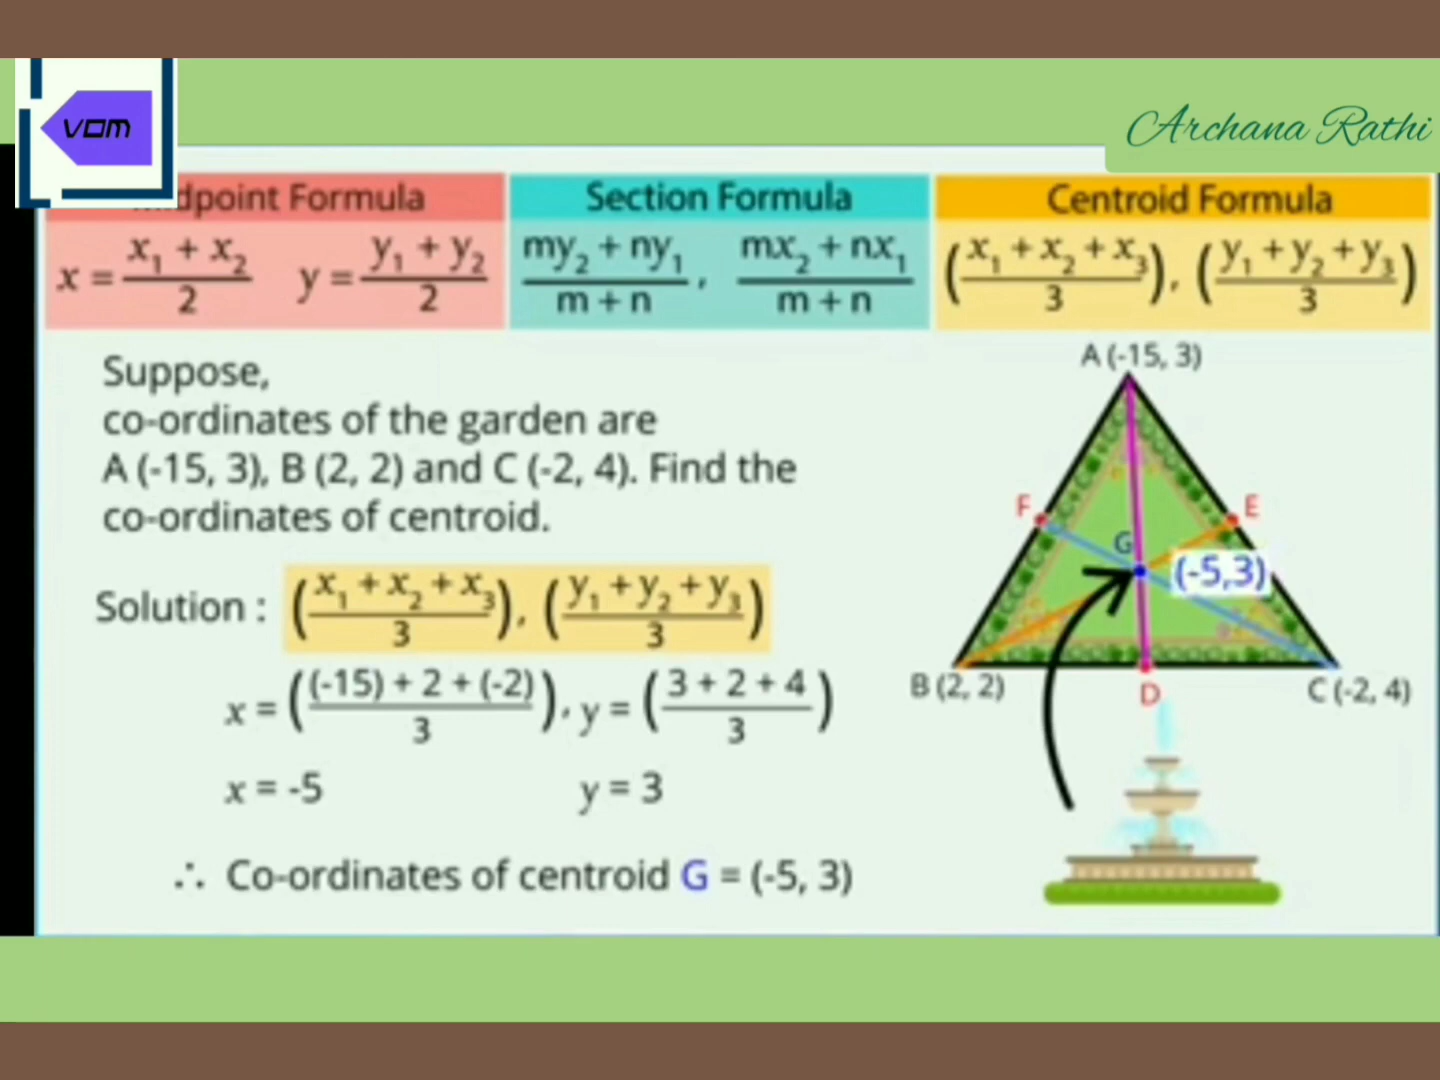 VOM
Archana Rathi
dpoint Formula
x = x₁ + x₂ / 2 y = y₁ + y₂ / 2
Section Formula
my₂ + ny₁ / m + n , mx₂ + nx₁ / m + n
Centroid Formula
(x₁ + x₂ + x₃ / 3), (y₁ + y₂ + y₃ / 3)
Suppose,
co-ordinates of the garden are
A (-15, 3), B (2, 2) and C (-2, 4). Find the
co-ordinates of centroid.
Solution : (x₁ + x₂ + x₃ / 3), (y₁ + y₂ + y₃ / 3)
x = ((-15) + 2 + (-2) / 3), y = (3 + 2 + 4 / 3)
x = -5 y = 3
∴ Co-ordinates of centroid G = (-5, 3)
A (-15, 3)
F
E
G
(-5,3)
B (2, 2)
D
C (-2, 4)